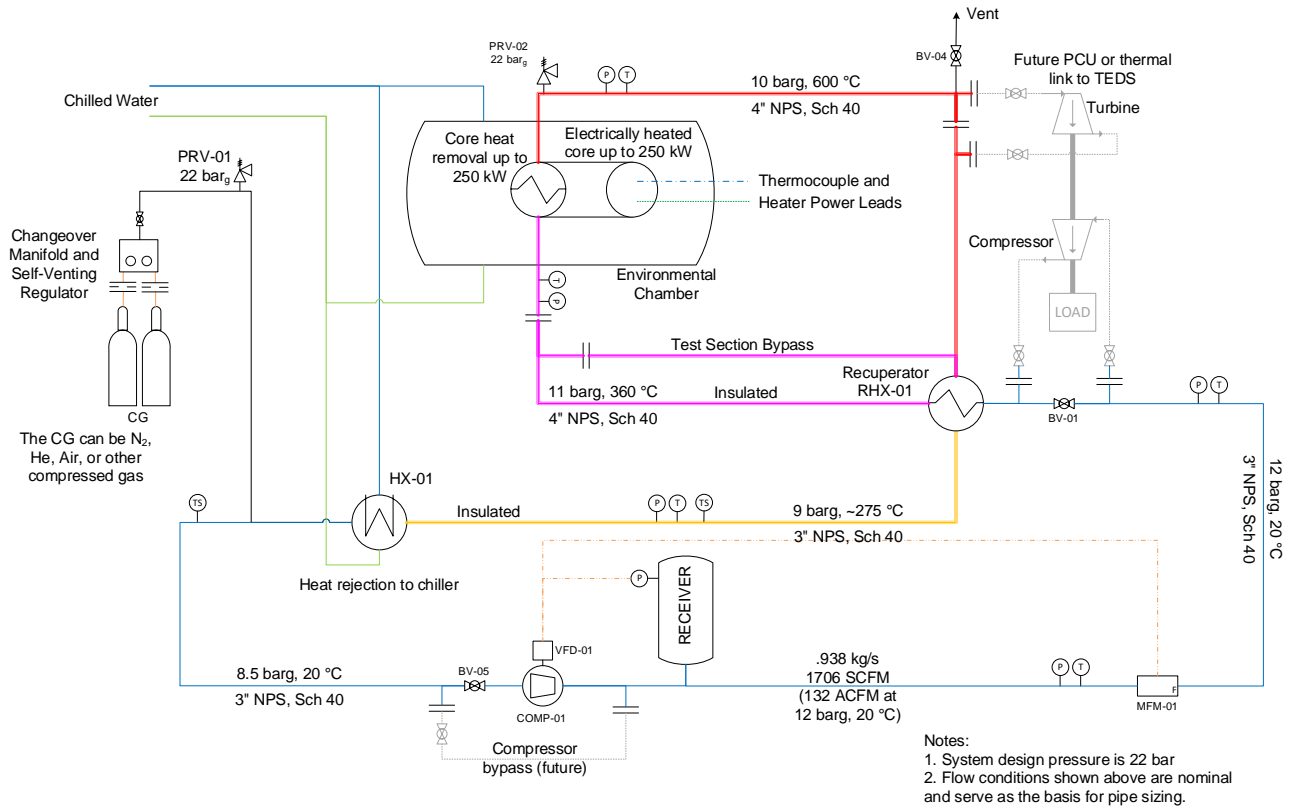 Vent
PRV-02
22 barg
BV-04
Future PCU or thermal
link to TEDS
P
T
10 barg, 600 °C
4" NPS, Sch 40
Turbine
Chilled Water
Core heat
removal up to
250 kW
Electrically heated
core up to 250 kW
PRV-01
22 barg
Thermocouple and
Heater Power Leads
Changeover
Manifold and
Self-Venting
Regulator
Compressor
Environmental
Chamber
T
P
LOAD
Test Section Bypass
Recuperator
RHX-01
11 barg, 360 °C
Insulated
4" NPS, Sch 40
P
T
BV-01
CG
The CG can be N₂,
He, Air, or other
compressed gas
12 barg, 20 °C
3" NPS, Sch 40
HX-01
TS
Insulated
P
T
TS
9 barg, ~275 °C
3" NPS, Sch 40
Heat rejection to chiller
P
RECEIVER
VFD-01
8.5 barg, 20 °C
3" NPS, Sch 40
BV-05
COMP-01
.938 kg/s
1706 SCFM
(132 ACFM at
12 barg, 20 °C)
P
T
F
MFM-01
Compressor
bypass (future)
Notes:
1. System design pressure is 22 bar
2. Flow conditions shown above are nominal
and serve as the basis for pipe sizing.